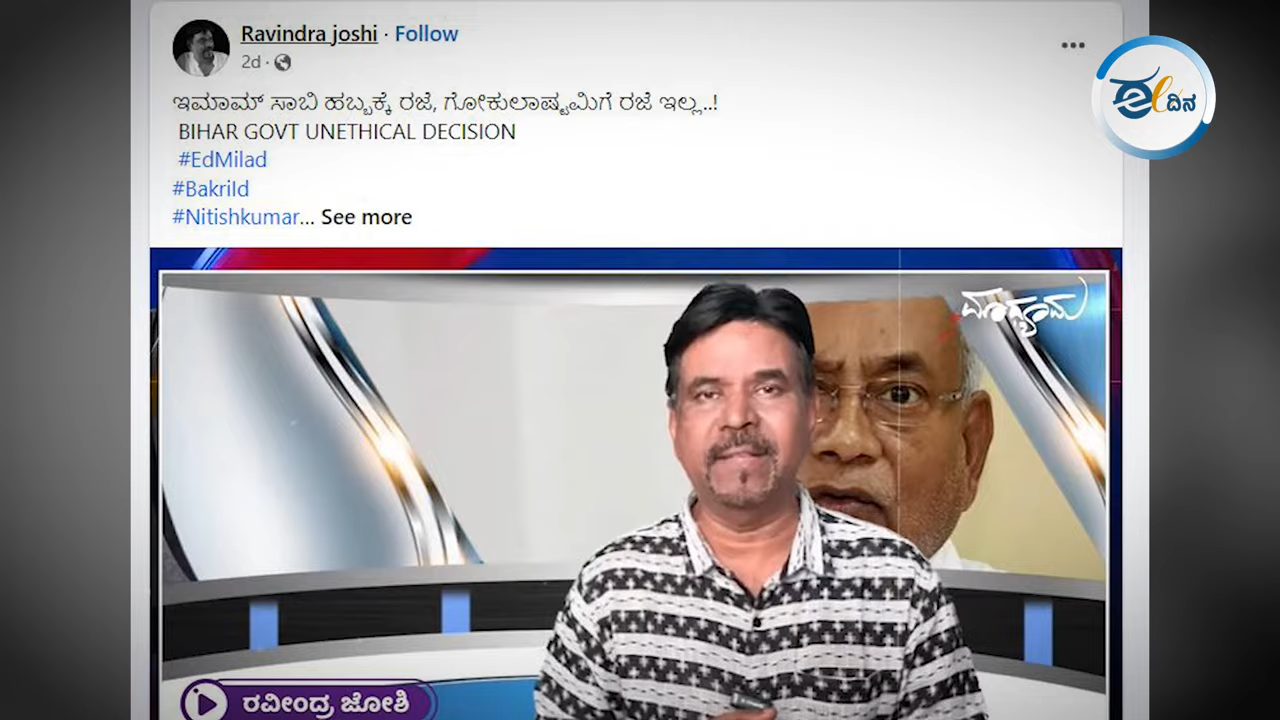 Ravindra joshi · Follow
2d ·
ಇಮಾಮ್ ಸಾಬಿ ಹಬ್ಬಕ್ಕೆ ರಜೆ, ಗೋಕುಲಾಷ್ಟಮಿಗೆ ರಜೆ ಇಲ್ಲ..!
BIHAR GOVT UNETHICAL DECISION
#EdMilad
#BakriId
#Nitishkumar... See more
ಈ ದಿನ
ಮಾಧ್ಯಮ
ರವೀಂದ್ರ ಜೋಶಿ